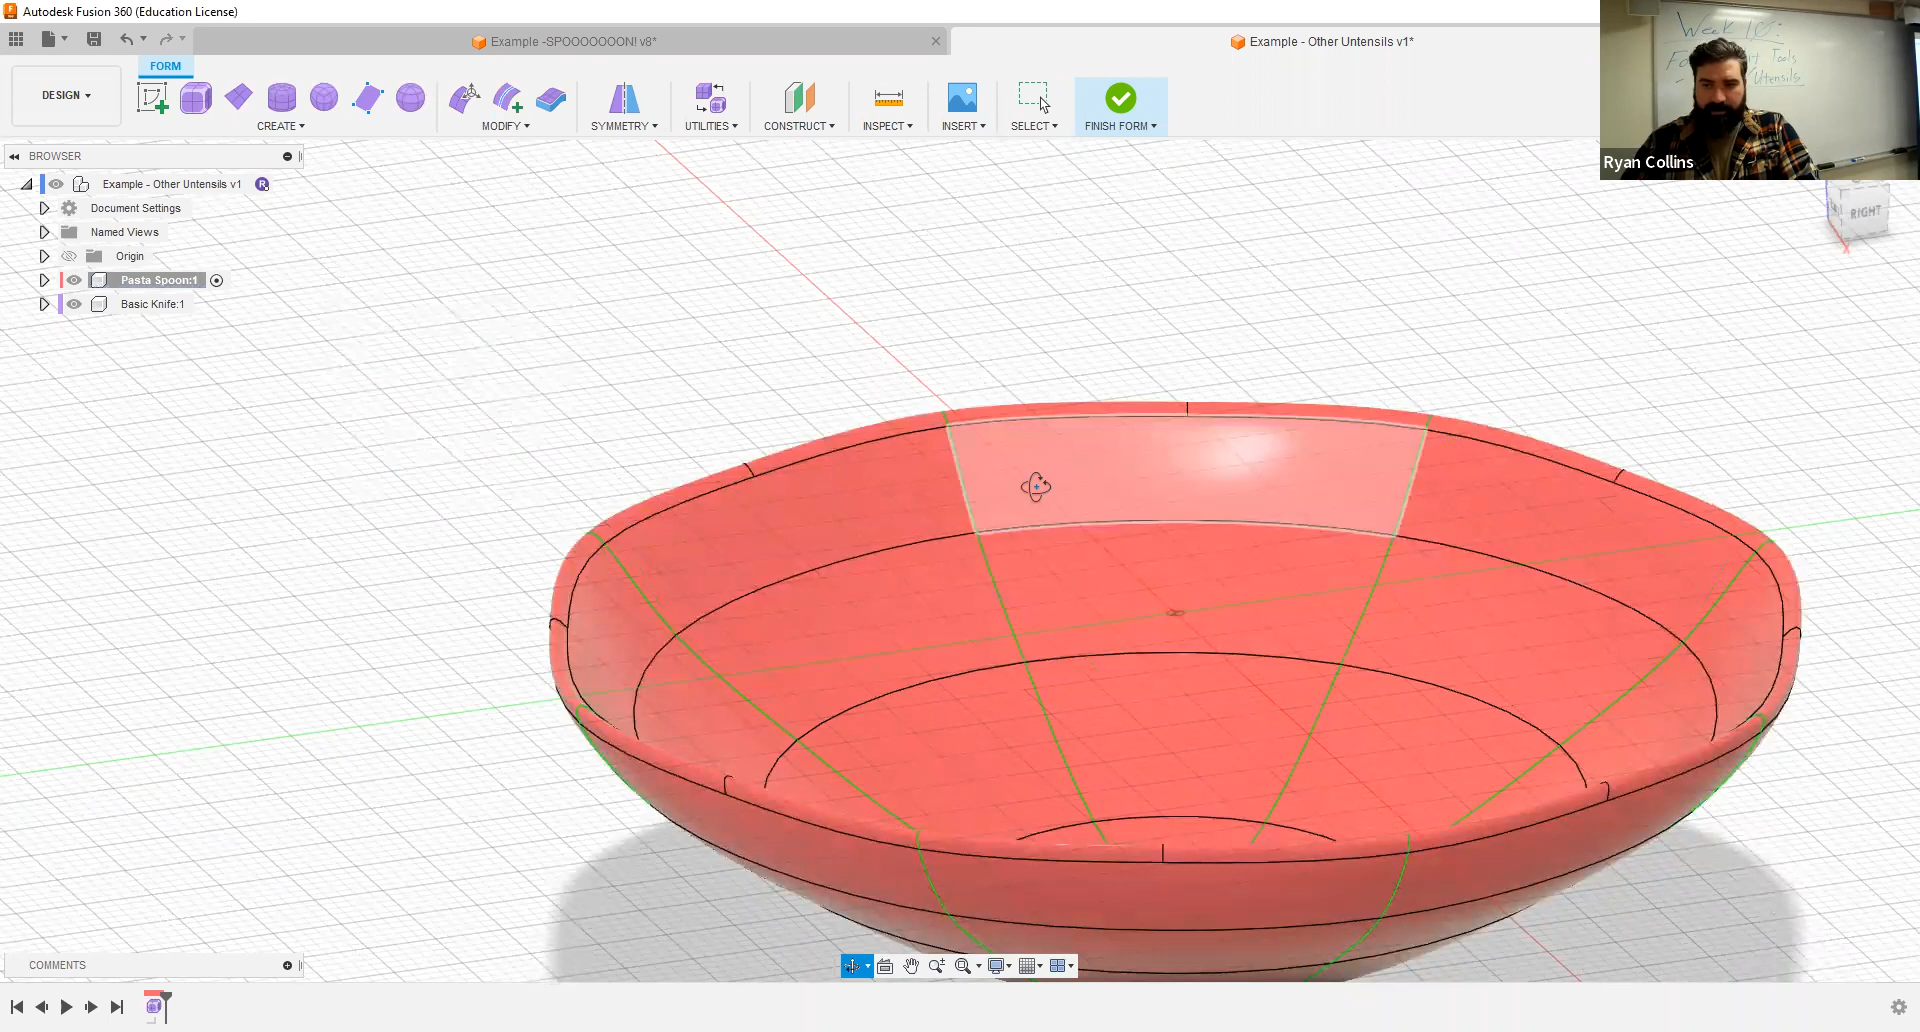 Autodesk Fusion 360 (Education License)
Example -SPOOOOOOON! v8*
Example - Other Untensils v1*
FORM
DESIGN
CREATE
MODIFY
SYMMETRY
UTILITIES
CONSTRUCT
INSPECT
INSERT
SELECT
FINISH FORM
Week 10:
Tools
Utensils
Ryan Collins
BROWSER
Example - Other Untensils v1
R
Document Settings
Named Views
Origin
Pasta Spoon:1
Basic Knife:1
RIGHT
X
COMMENTS